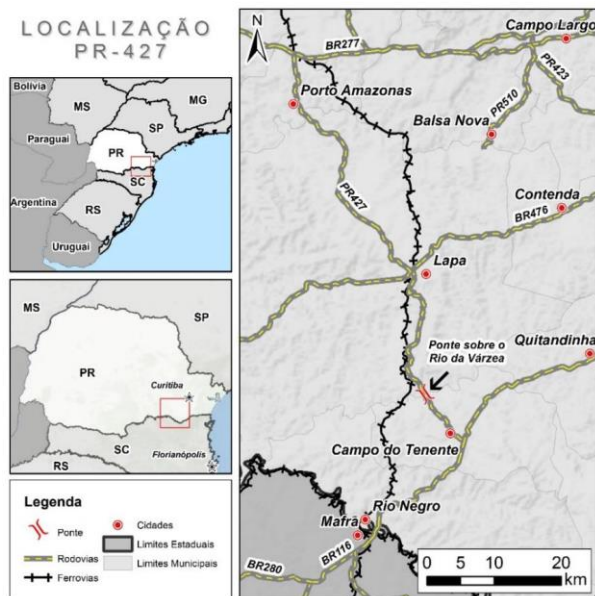 LOCALIZAÇÃO
PR-427
Bolivia
MS
MG
SP
Paraguai
PR
SC
Argentina
RS
Uruguai
MS
SP
PR
Curitiba
SC
Florianópolis
RS
Legenda
Ponte
Cidades
Rodovias
Limites Estaduais
Ferrovias
Limites Municipais
N
Campo Largo
BR277
PR423
Porto Amazonas
PR510
Balsa Nova
PR427
Contenda
BR476
Lapa
Ponte sobre o
Rio da Várzea
Quitandinha
Campo do Tenente
Rio Negro
Mafra
BR116
BR280
0 5 10 20
km